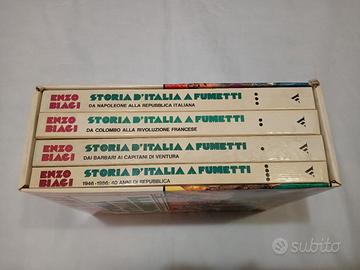 ENZO BIAGI STORIA D'ITALIA A FUMETTI
DA NAPOLEONE ALLA REPUBBLICA ITALIANA
ENZO BIAGI STORIA D'ITALIA A FUMETTI
DA COLOMBO ALLA RIVOLUZIONE FRANCESE
ENZO BIAGI STORIA D'ITALIA A FUMETTI
DAI BARBARI AI CAPITANI DI VENTURA
ENZO BIAGI STORIA D'ITALIA A FUMETTI
1946-1986: 40 ANNI DI REPUBBLICA
subito